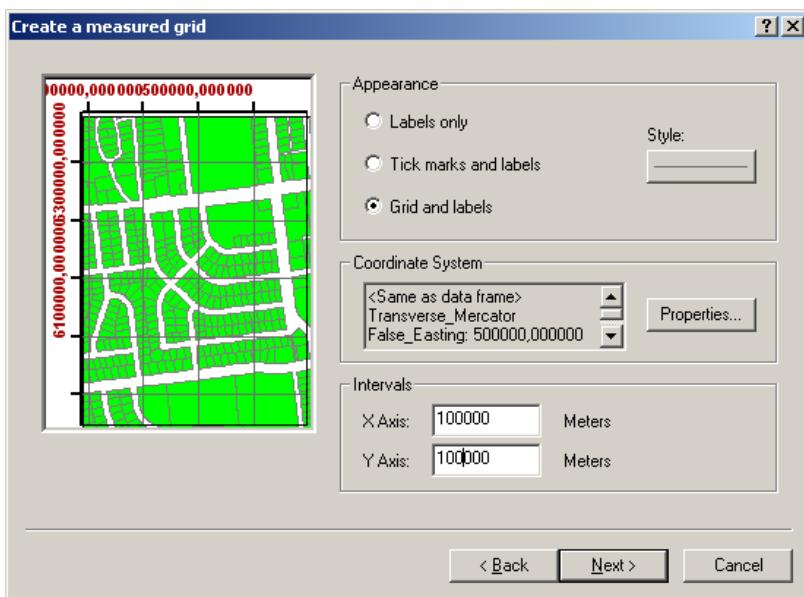 Create a measured grid
00000,000000500000,000000
6100000,0000006300000,000000
Appearance
Labels only
Tick marks and labels
Grid and labels
Style:
Coordinate System
<Same as data frame>
Transverse_Mercator
False_Easting: 500000,000000
Properties...
Intervals
X Axis: 100000 Meters
Y Axis: 100000 Meters
< Back
Next >
Cancel